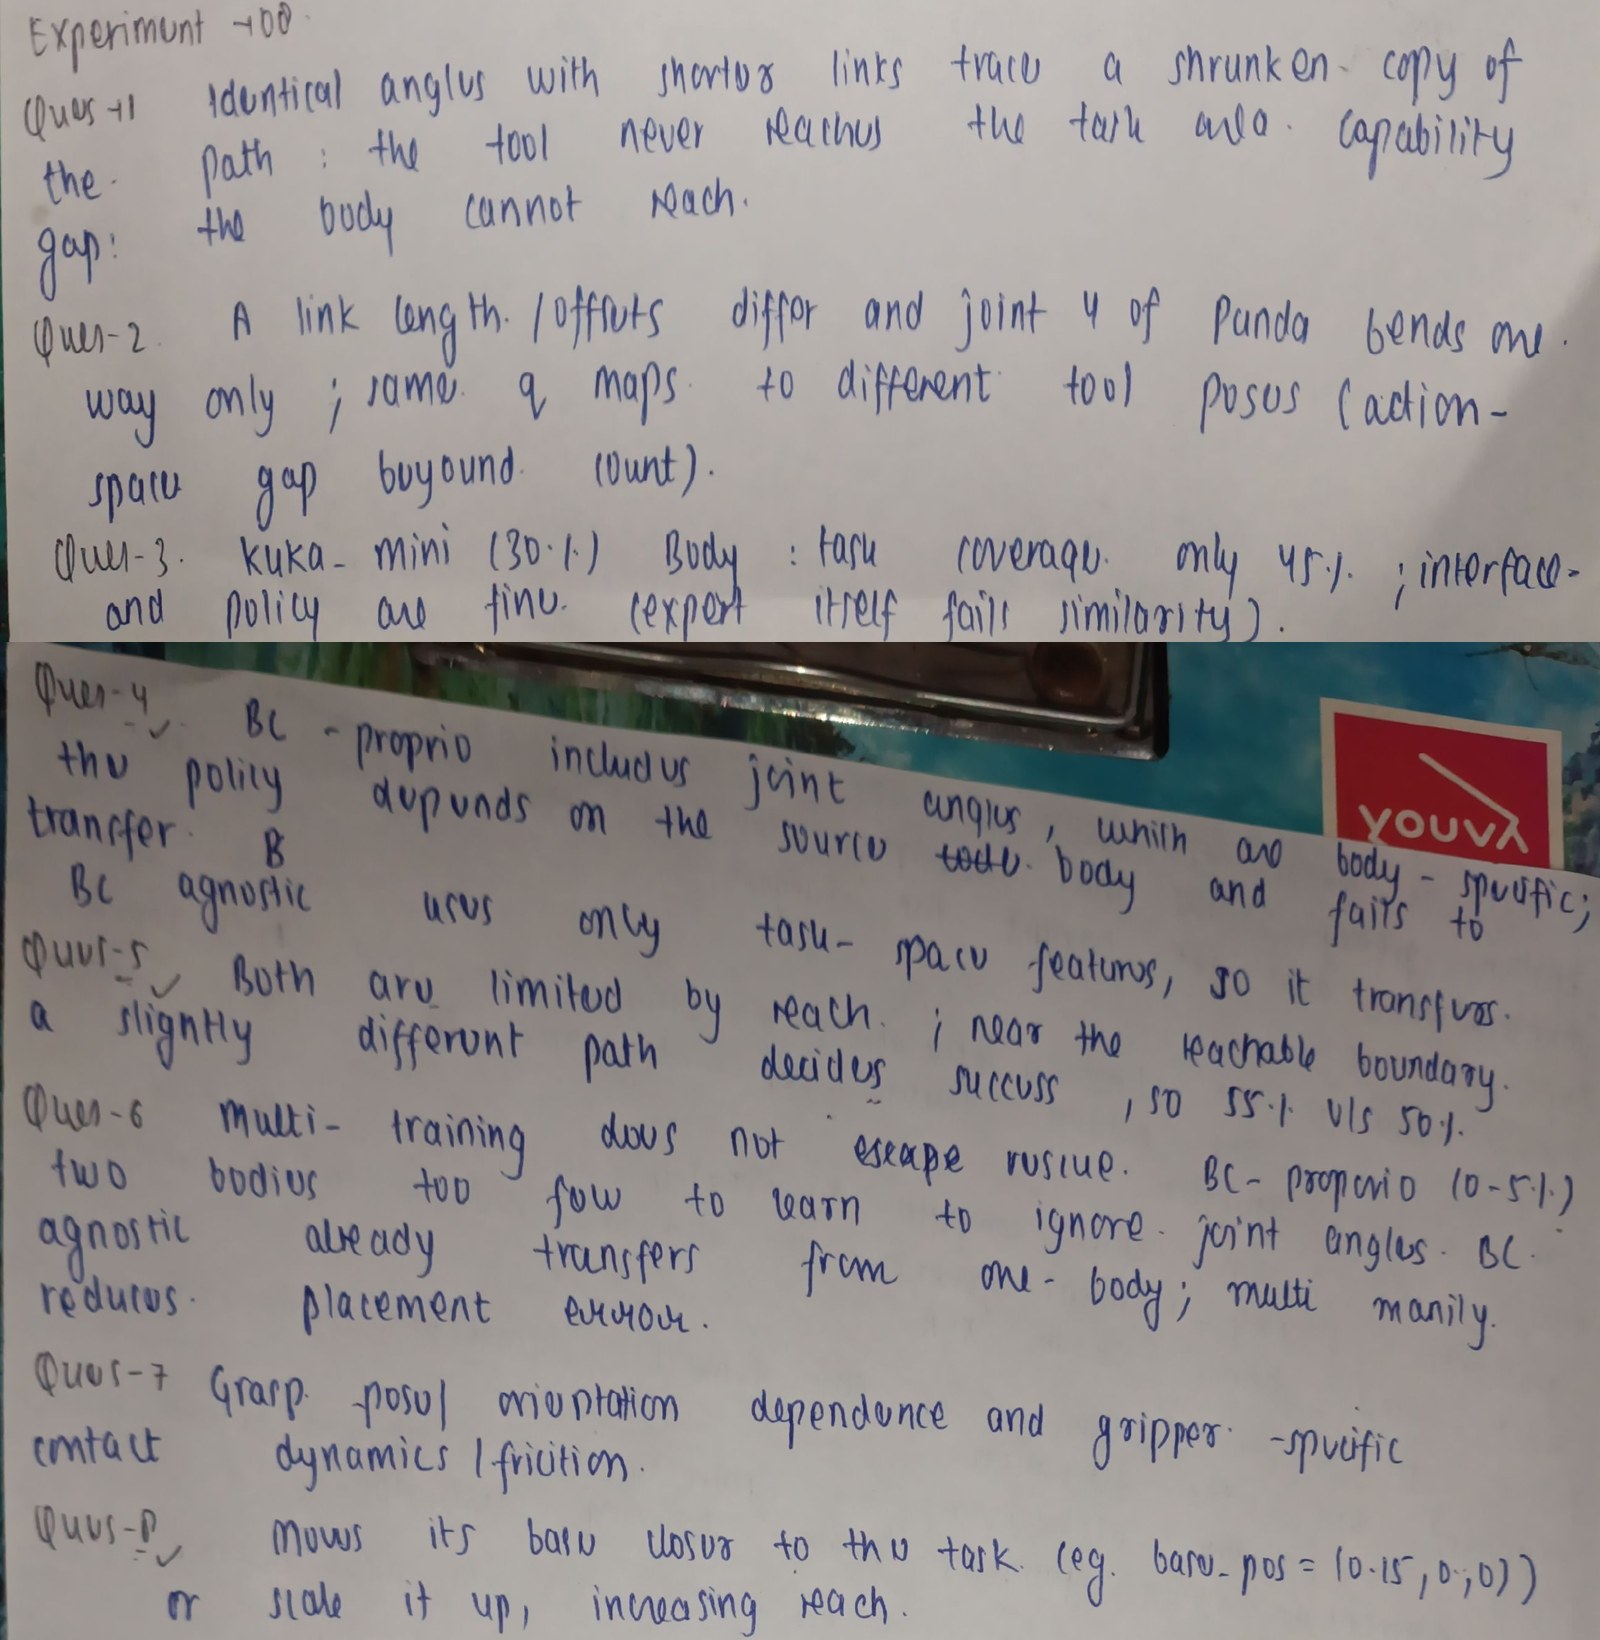 Experiment →08
Ques→1 Identical angles with shorter links trace a shrunken copy of
the path : the tool never reaches the task area. capability
gap: the body cannot reach.
Ques-2 A link length. / offsets differ and joint 4 of Panda bends one.
way only ; same q maps to different tool poses (action-
space gap beyound count).
Ques-3. KUKA-mini (30%) Body : task coverage. only 45% ; interface-
and policy are fine. (expert itself fails similarity).
Ques-4 BC-proprio includes joint angles, which are body-specific;
the policy depunds on the source body and fails to
transfer. B
BC agnostic uses only task-space features, so it transfers.
Ques-5 Both are limited by reach. ; near the reachable boundary.
a slightly different path decides success , so 55% v/s 50%.
Ques-6 Multi-training does not escape rescue. BC-properio (0-5%)
two bodies too few to learn to ignore joint angles. BC.
agnostic already transfers from one-body; multi manily.
reduces. placement error.
Ques-7 Grasp pose/ orientation dependence and gripper-specific
contact dynamics / friction.
Ques-8 Mows its base closer to the task (eg. base_pos = (0.15, 0, 0))
or scale it up, increasing reach.
YOUVA